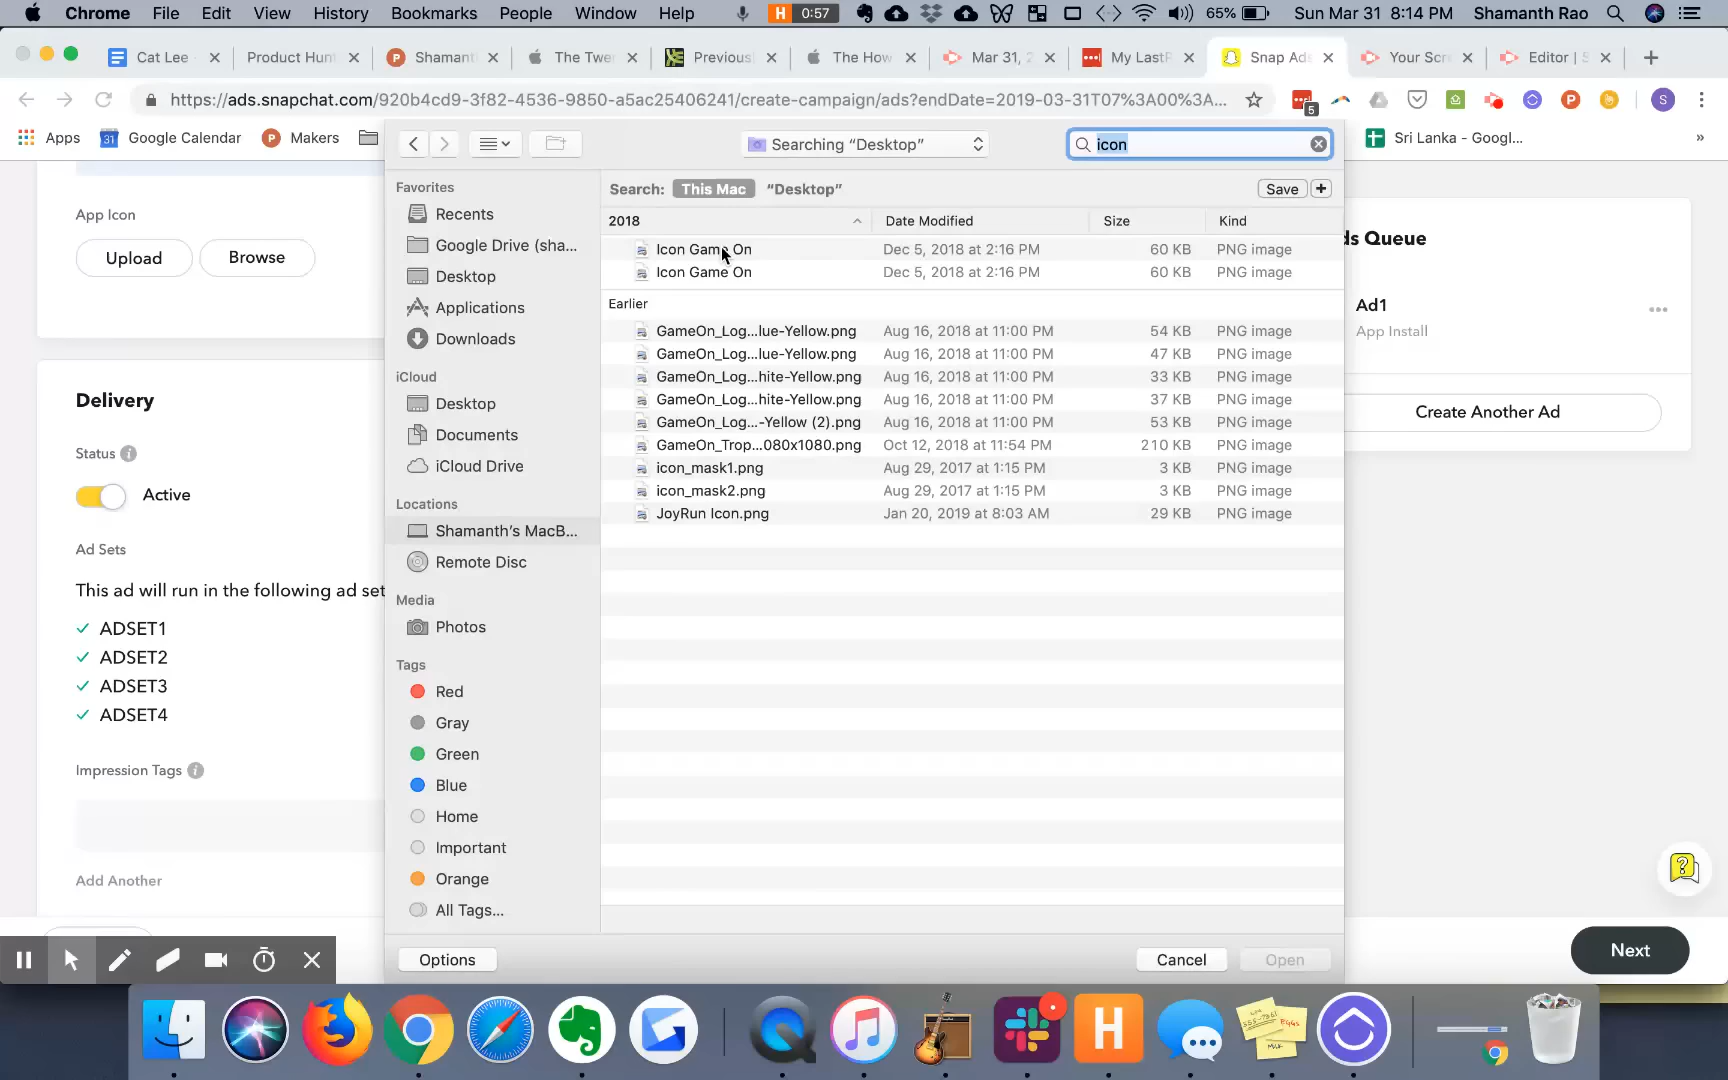 Chrome File Edit View History Bookmarks People Window Help H 0:57 65% Sun Mar 31 8:14 PM Shamanth Rao
Cat Lee - Product Hun Shamant The Twe Previous The How Mar 31, 2 My LastP Snap Ads Your Scr Editor | S
https://ads.snapchat.com/920b4cd9-3f82-4536-9850-a5ac25406241/create-campaign/ads?endDate=2019-03-31T07%3A00%3A... 5 S
Apps 31 Google Calendar Makers Sri Lanka - Googl... »
Searching “Desktop” icon
Search: This Mac “Desktop” Save +
2018 Date Modified Size Kind
Icon Game On Dec 5, 2018 at 2:16 PM 60 KB PNG image
Icon Game On Dec 5, 2018 at 2:16 PM 60 KB PNG image
Earlier
GameOn_Log...lue-Yellow.png Aug 16, 2018 at 11:00 PM 54 KB PNG image
GameOn_Log...lue-Yellow.png Aug 16, 2018 at 11:00 PM 47 KB PNG image
GameOn_Log...hite-Yellow.png Aug 16, 2018 at 11:00 PM 33 KB PNG image
GameOn_Log...hite-Yellow.png Aug 16, 2018 at 11:00 PM 37 KB PNG image
GameOn_Log...-Yellow (2).png Aug 16, 2018 at 11:00 PM 53 KB PNG image
GameOn_Trop...080x1080.png Oct 12, 2018 at 11:54 PM 210 KB PNG image
icon_mask1.png Aug 29, 2017 at 1:15 PM 3 KB PNG image
icon_mask2.png Aug 29, 2017 at 1:15 PM 3 KB PNG image
JoyRun Icon.png Jan 20, 2019 at 8:03 AM 29 KB PNG image
Favorites
Recents
Google Drive (sha...
Desktop
Applications
Downloads
iCloud
Desktop
Documents
iCloud Drive
Locations
Shamanth’s MacB...
Remote Disc
Media
Photos
Tags
Red
Gray
Green
Blue
Home
Important
Orange
All Tags...
Options Cancel Open
App Icon
Upload Browse
Delivery
Status
Active
Ad Sets
This ad will run in the following ad set
ADSET1
ADSET2
ADSET3
ADSET4
Impression Tags
Add Another
ds Queue
Ad1
App Install
Create Another Ad
Next
H
555-7361
EGGS
MILK